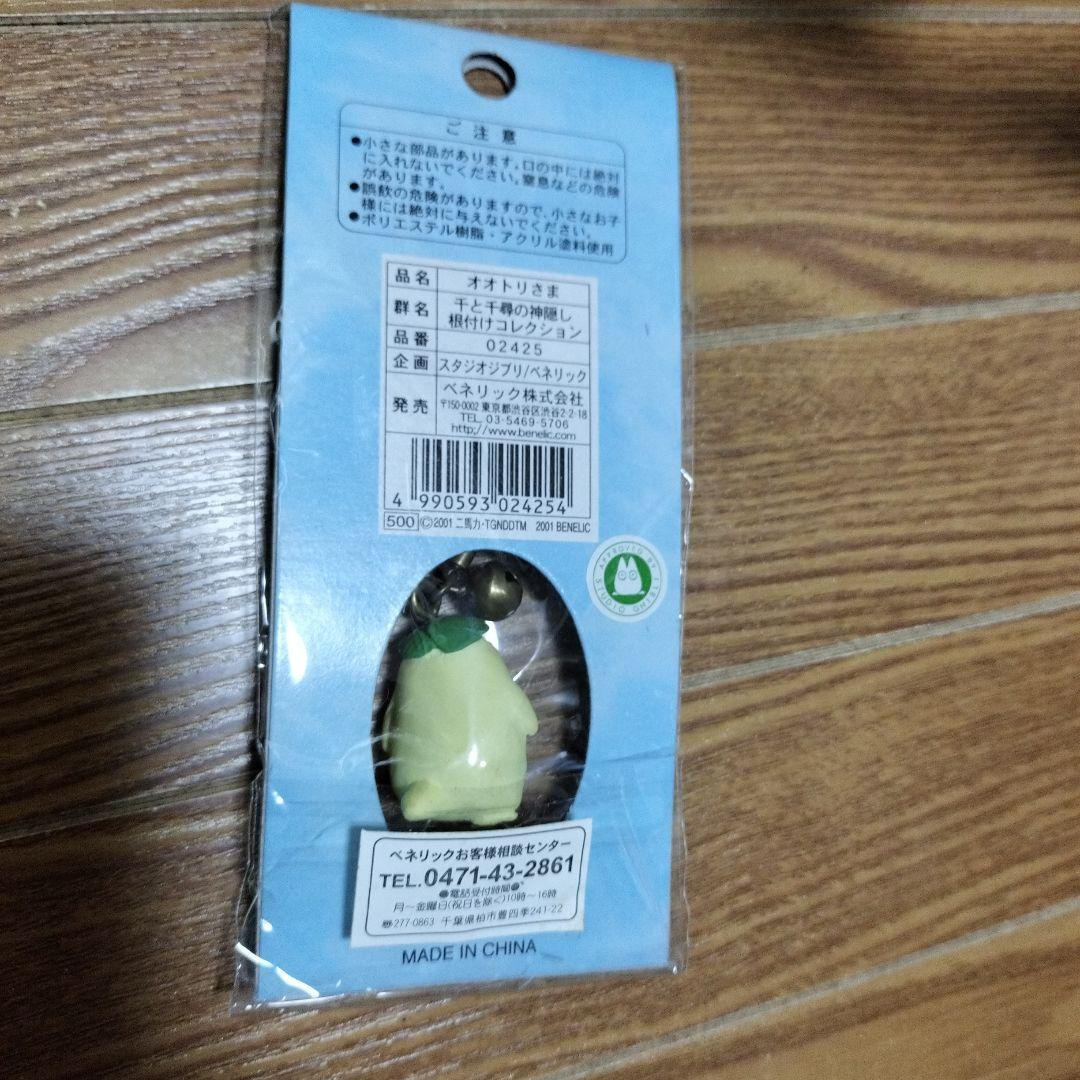 ご注意
●小さな部品があります。口の中には絶対
に入れないでください。窒息などの危険
があります。
●誤飲の危険がありますので、小さなお子
様には絶対に与えないでください。
●ポリエステル樹脂・アクリル塗料使用
品名 オオトリさま
群名 千と千尋の神隠し
根付けコレクション
品番 02425
企画 スタジオジブリ/ベネリック
発売 ベネリック株式会社
〒150-0002 東京都渋谷区渋谷2-2-18
TEL. 03-5469-5706
http://www.benelic.com
4 990593 024254
500 ©2001 二馬力・TGNDDTM 2001 BENELIC
APPROVED BY STUDIO GHIBLI
ベネリックお客様相談センター
TEL.0471-43-2861
●電話受付時間●
月～金曜日(祝日を除く)10時～16時
〒277-0863 千葉県柏市豊四季241-22
MADE IN CHINA